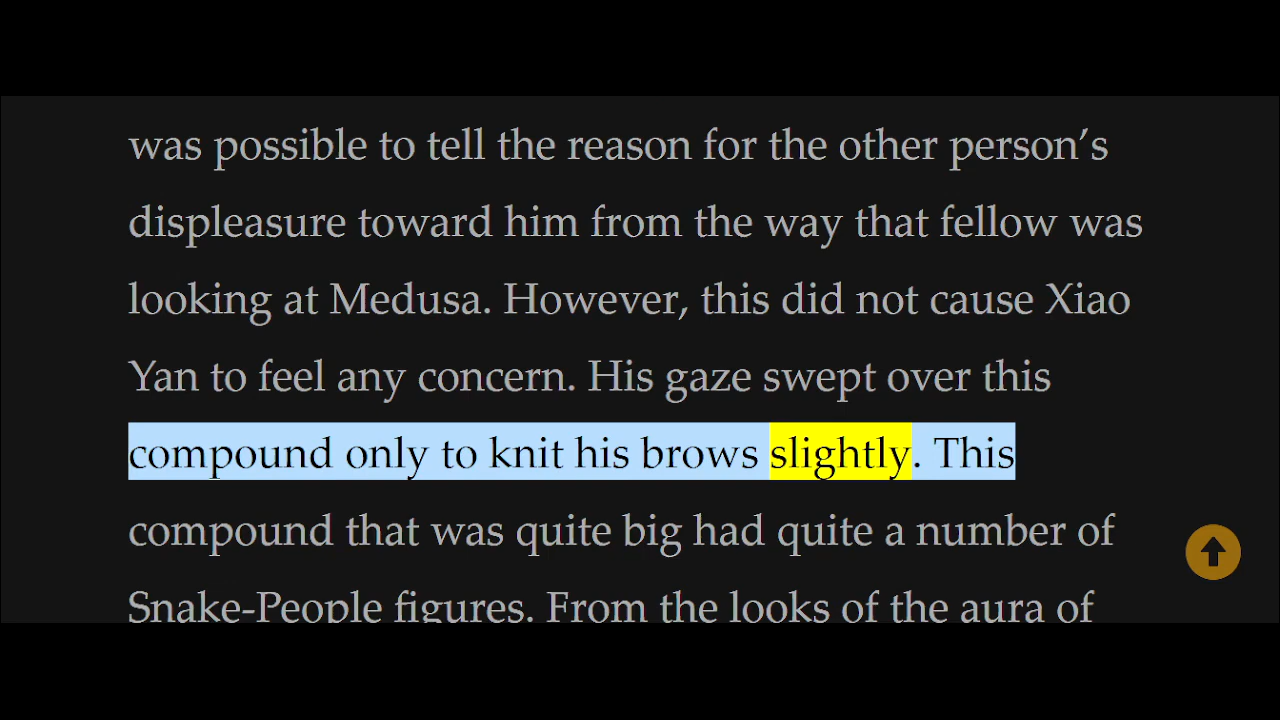 was possible to tell the reason for the other person’s
displeasure toward him from the way that fellow was
looking at Medusa. However, this did not cause Xiao
Yan to feel any concern. His gaze swept over this
compound only to knit his brows slightly. This
compound that was quite big had quite a number of
Snake-People figures. From the looks of the aura of